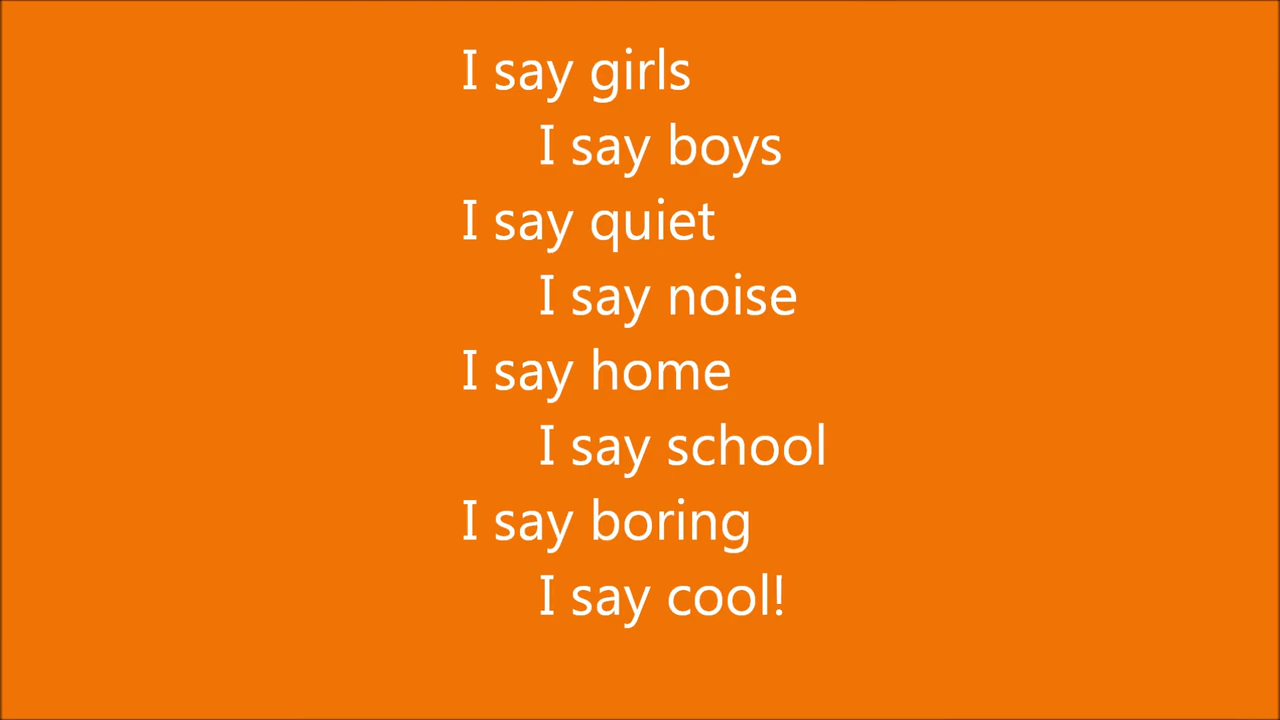 I say girls
I say boys
I say quiet
I say noise
I say home
I say school
I say boring
I say cool!